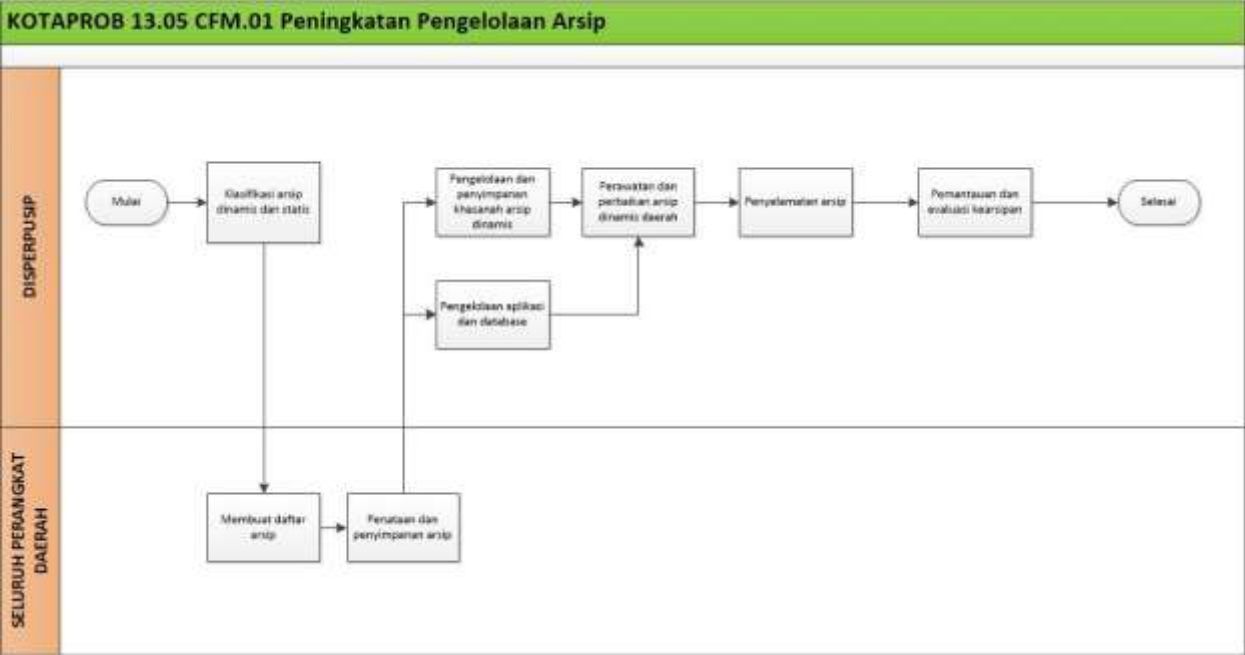 KOTAPROB 13.05 CFM.01 Peningkatan Pengelolaan Arsip
DISPERPUSIP
Mulai
Klasifikasi arsip
dinamis dan statis
Pengelolaan dan
penyimpanan
khasanah arsip
dinamis
Perawatan dan
perbaikan arsip
dinamis daerah
Penyelamatan arsip
Pemantauan dan
evaluasi kearsipan
Selesai
Pengelolaan aplikasi
dan database
SELURUH PERANGKAT
DAERAH
Membuat daftar
arsip
Penataan dan
penyimpanan arsip